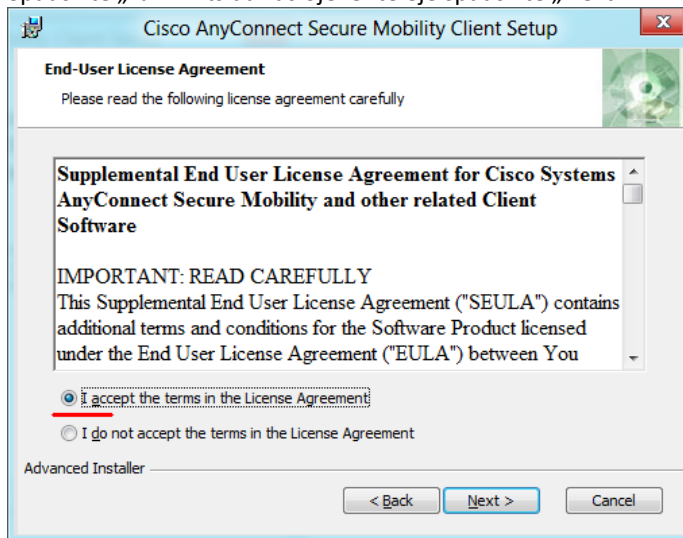 Cisco AnyConnect Secure Mobility Client Setup
End-User License Agreement
Please read the following license agreement carefully
Supplemental End User License Agreement for Cisco Systems
AnyConnect Secure Mobility and other related Client
Software
IMPORTANT: READ CAREFULLY
This Supplemental End User License Agreement ("SEULA") contains
additional terms and conditions for the Software Product licensed
under the End User License Agreement ("EULA") between You
I accept the terms in the License Agreement
I do not accept the terms in the License Agreement
Advanced Installer
< Back Next > Cancel